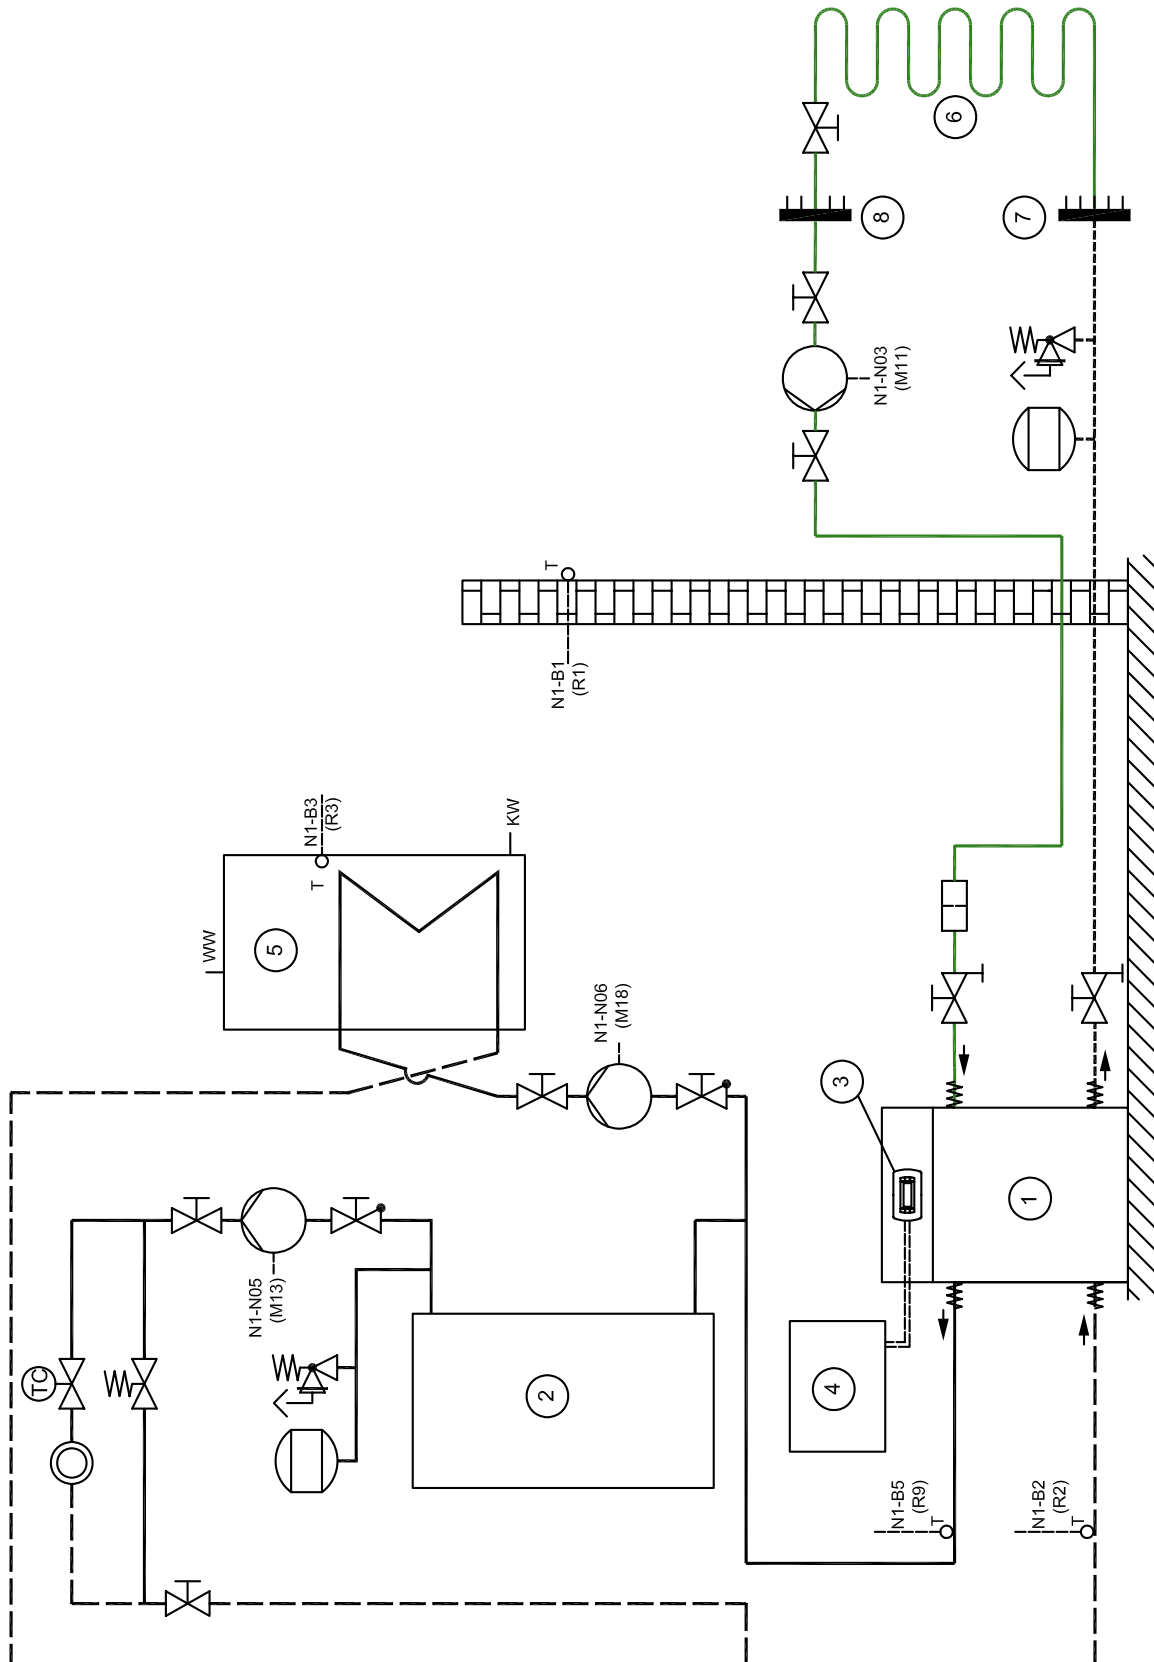 6
8
7
N1-N03
(M11)
T
N1-B1
(R1)
N1-B3
(R3)
T
KW
WW
5
N1-N06
(M18)
3
1
N1-N05
(M13)
TC
2
4
N1-B5
(R9)
T
N1-B2
(R2)
T